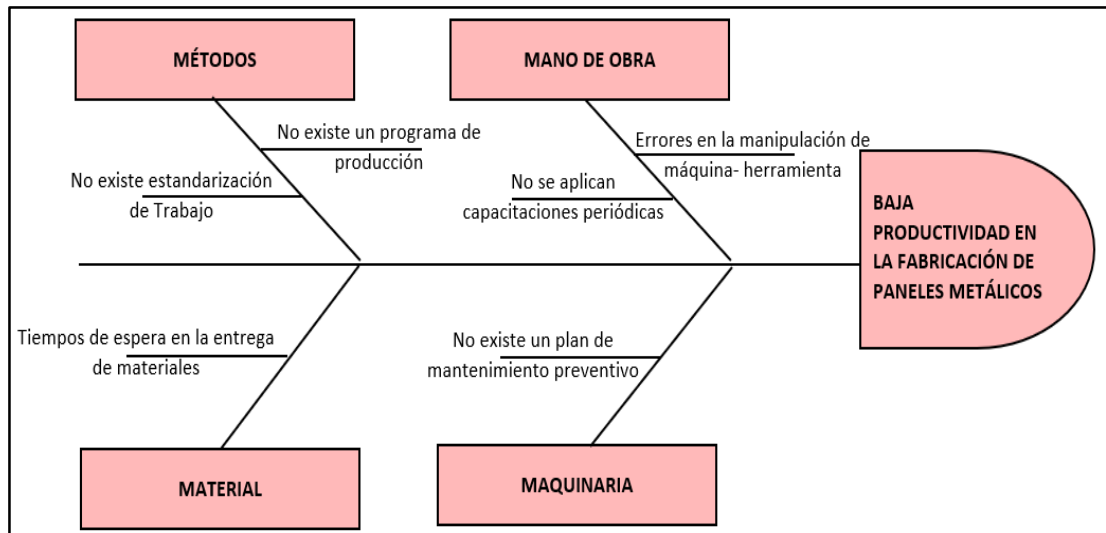 MÉTODOS
MANO DE OBRA
No existe un programa de
producción
No existe estandarización
de Trabajo
Errores en la manipulación de
máquina- herramienta
No se aplican
capacitaciones periódicas
BAJA
PRODUCTIVIDAD EN
LA FABRICACIÓN DE
PANELES METÁLICOS
Tiempos de espera en la entrega
de materiales
No existe un plan de
mantenimiento preventivo
MATERIAL
MAQUINARIA